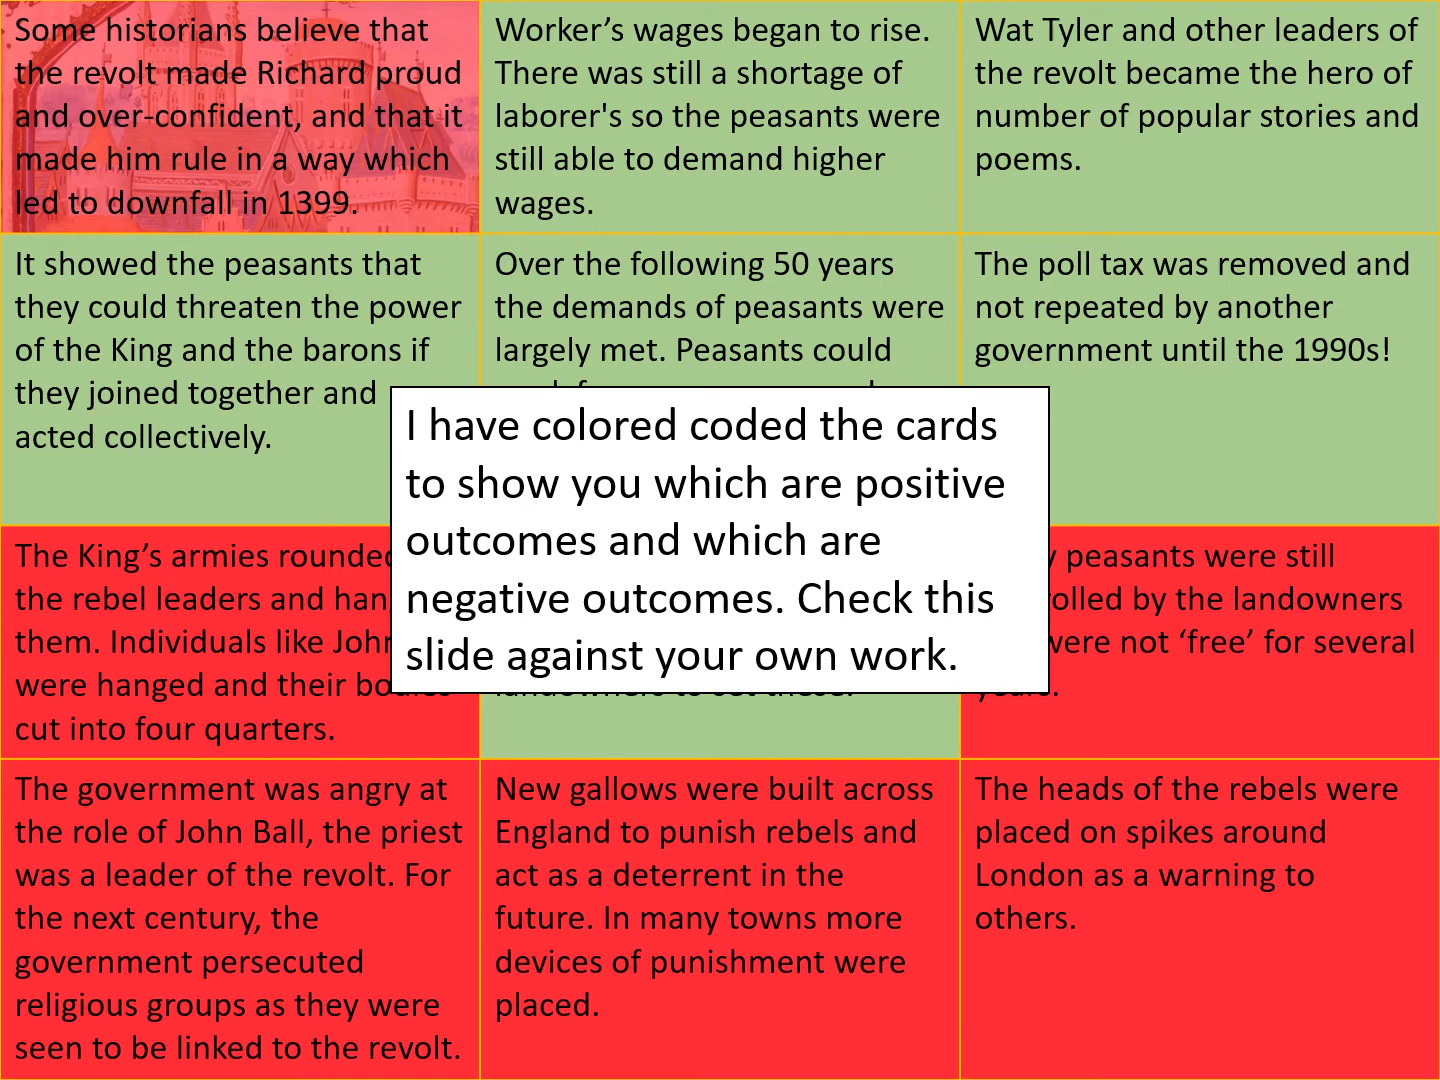 Some historians believe that
the revolt made Richard proud
and over-confident, and that it
made him rule in a way which
led to downfall in 1399.
Worker’s wages began to rise.
There was still a shortage of
laborer's so the peasants were
still able to demand higher
wages.
Wat Tyler and other leaders of
the revolt became the hero of
number of popular stories and
poems.
It showed the peasants that
they could threaten the power
of the King and the barons if
they joined together and
acted collectively.
Over the following 50 years
the demands of peasants were
largely met. Peasants could
The poll tax was removed and
not repeated by another
government until the 1990s!
I have colored coded the cards
to show you which are positive
outcomes and which are
negative outcomes. Check this
slide against your own work.
The King’s armies rounded
the rebel leaders and
them. Individuals like John
were hanged and their bodies
cut into four quarters.
peasants were still
by the landowners
were not ‘free’ for several
years.
The government was angry at
the role of John Ball, the priest
was a leader of the revolt. For
the next century, the
government persecuted
religious groups as they were
seen to be linked to the revolt.
New gallows were built across
England to punish rebels and
act as a deterrent in the
future. In many towns more
devices of punishment were
placed.
The heads of the rebels were
placed on spikes around
London as a warning to
others.